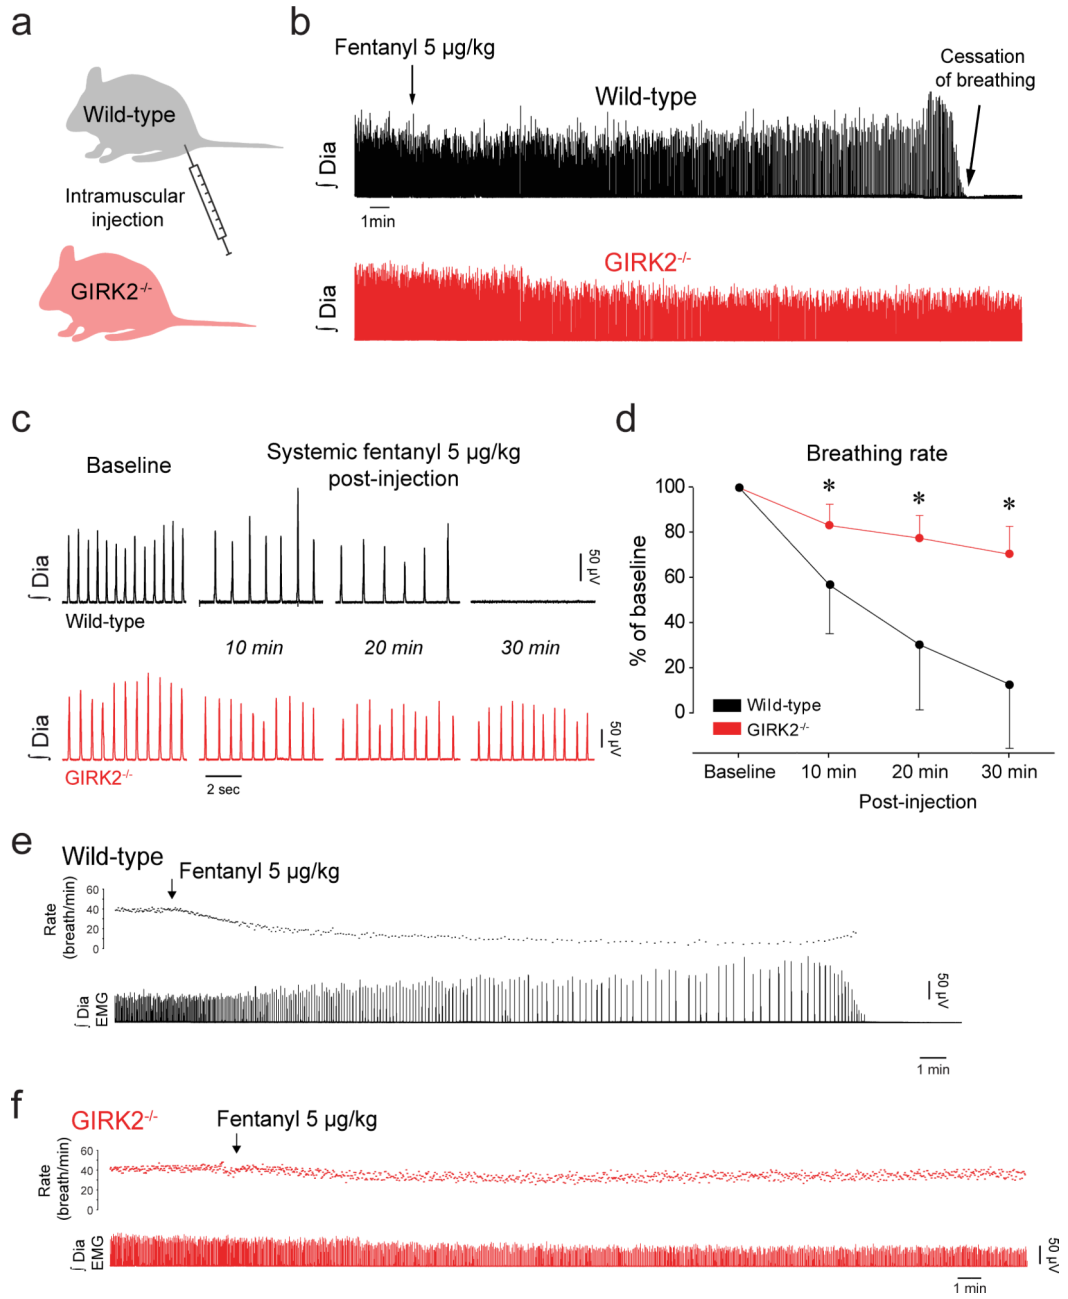 a
Wild-type
Intramuscular
injection
GIRK2-/-
b
Fentanyl 5 µg/kg
Wild-type
Cessation
of breathing
∫ Dia
1min
GIRK2-/-
∫ Dia
c
Baseline
Systemic fentanyl 5 µg/kg
post-injection
∫ Dia
50 µV
Wild-type
10 min
20 min
30 min
∫ Dia
50 µV
GIRK2-/-
2 sec
d
Breathing rate
% of baseline
100
80
60
40
20
0
* * *
Wild-type
GIRK2-/-
Baseline 10 min 20 min 30 min
Post-injection
e
Wild-type
Fentanyl 5 µg/kg
Rate
(breath/min)
60
40
20
0
∫ Dia
EMG
50 µV
1 min
f
GIRK2-/-
Fentanyl 5 µg/kg
Rate
(breath/min)
60
40
20
0
∫ Dia
EMG
50 µV
1 min